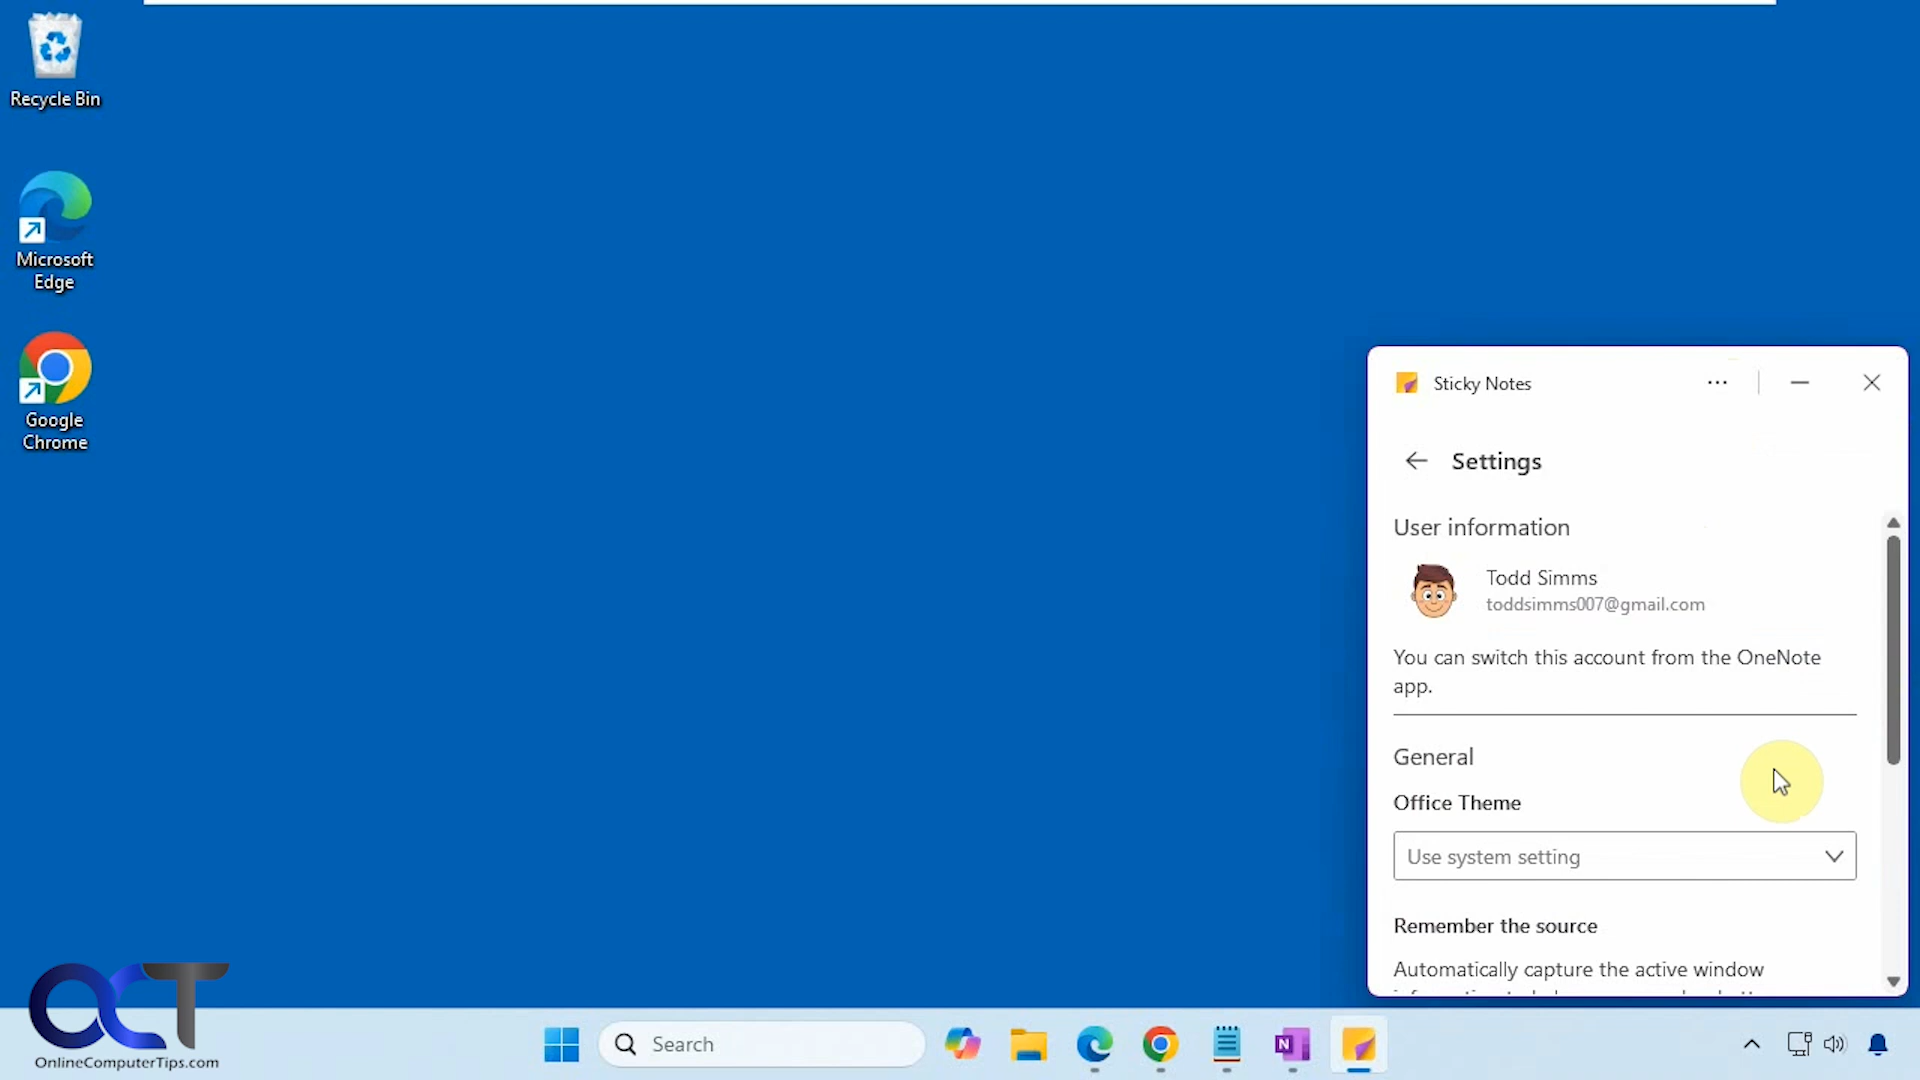 Recycle Bin
Microsoft
Edge
Google
Chrome
Sticky Notes
Settings
User information
Todd Simms
toddsimms007@gmail.com
You can switch this account from the OneNote
app.
General
Office Theme
Use system setting
Remember the source
Automatically capture the active window
OCT
OnlineComputerTips.com
Search
N